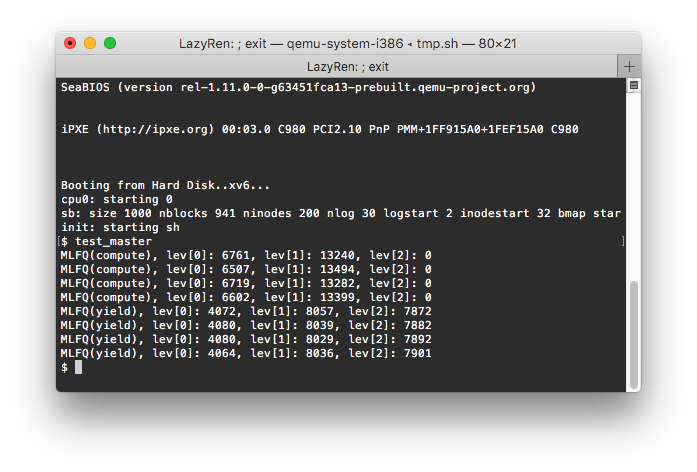 LazyRen: ; exit — qemu-system-i386 ◂ tmp.sh — 80×21
LazyRen: ; exit
SeaBIOS (version rel-1.11.0-0-g63451fca13-prebuilt.qemu-project.org)
iPXE (http://ipxe.org) 00:03.0 C980 PCI2.10 PnP PMM+1FF915A0+1FEF15A0 C980
Booting from Hard Disk..xv6...
cpu0: starting 0
sb: size 1000 nblocks 941 ninodes 200 nlog 30 logstart 2 inodestart 32 bmap star
init: starting sh
[$ test_master ]
MLFQ(compute), lev[0]: 6761, lev[1]: 13240, lev[2]: 0
MLFQ(compute), lev[0]: 6507, lev[1]: 13494, lev[2]: 0
MLFQ(compute), lev[0]: 6719, lev[1]: 13282, lev[2]: 0
MLFQ(compute), lev[0]: 6602, lev[1]: 13399, lev[2]: 0
MLFQ(yield), lev[0]: 4072, lev[1]: 8057, lev[2]: 7872
MLFQ(yield), lev[0]: 4080, lev[1]: 8039, lev[2]: 7882
MLFQ(yield), lev[0]: 4080, lev[1]: 8029, lev[2]: 7892
MLFQ(yield), lev[0]: 4064, lev[1]: 8036, lev[2]: 7901
$